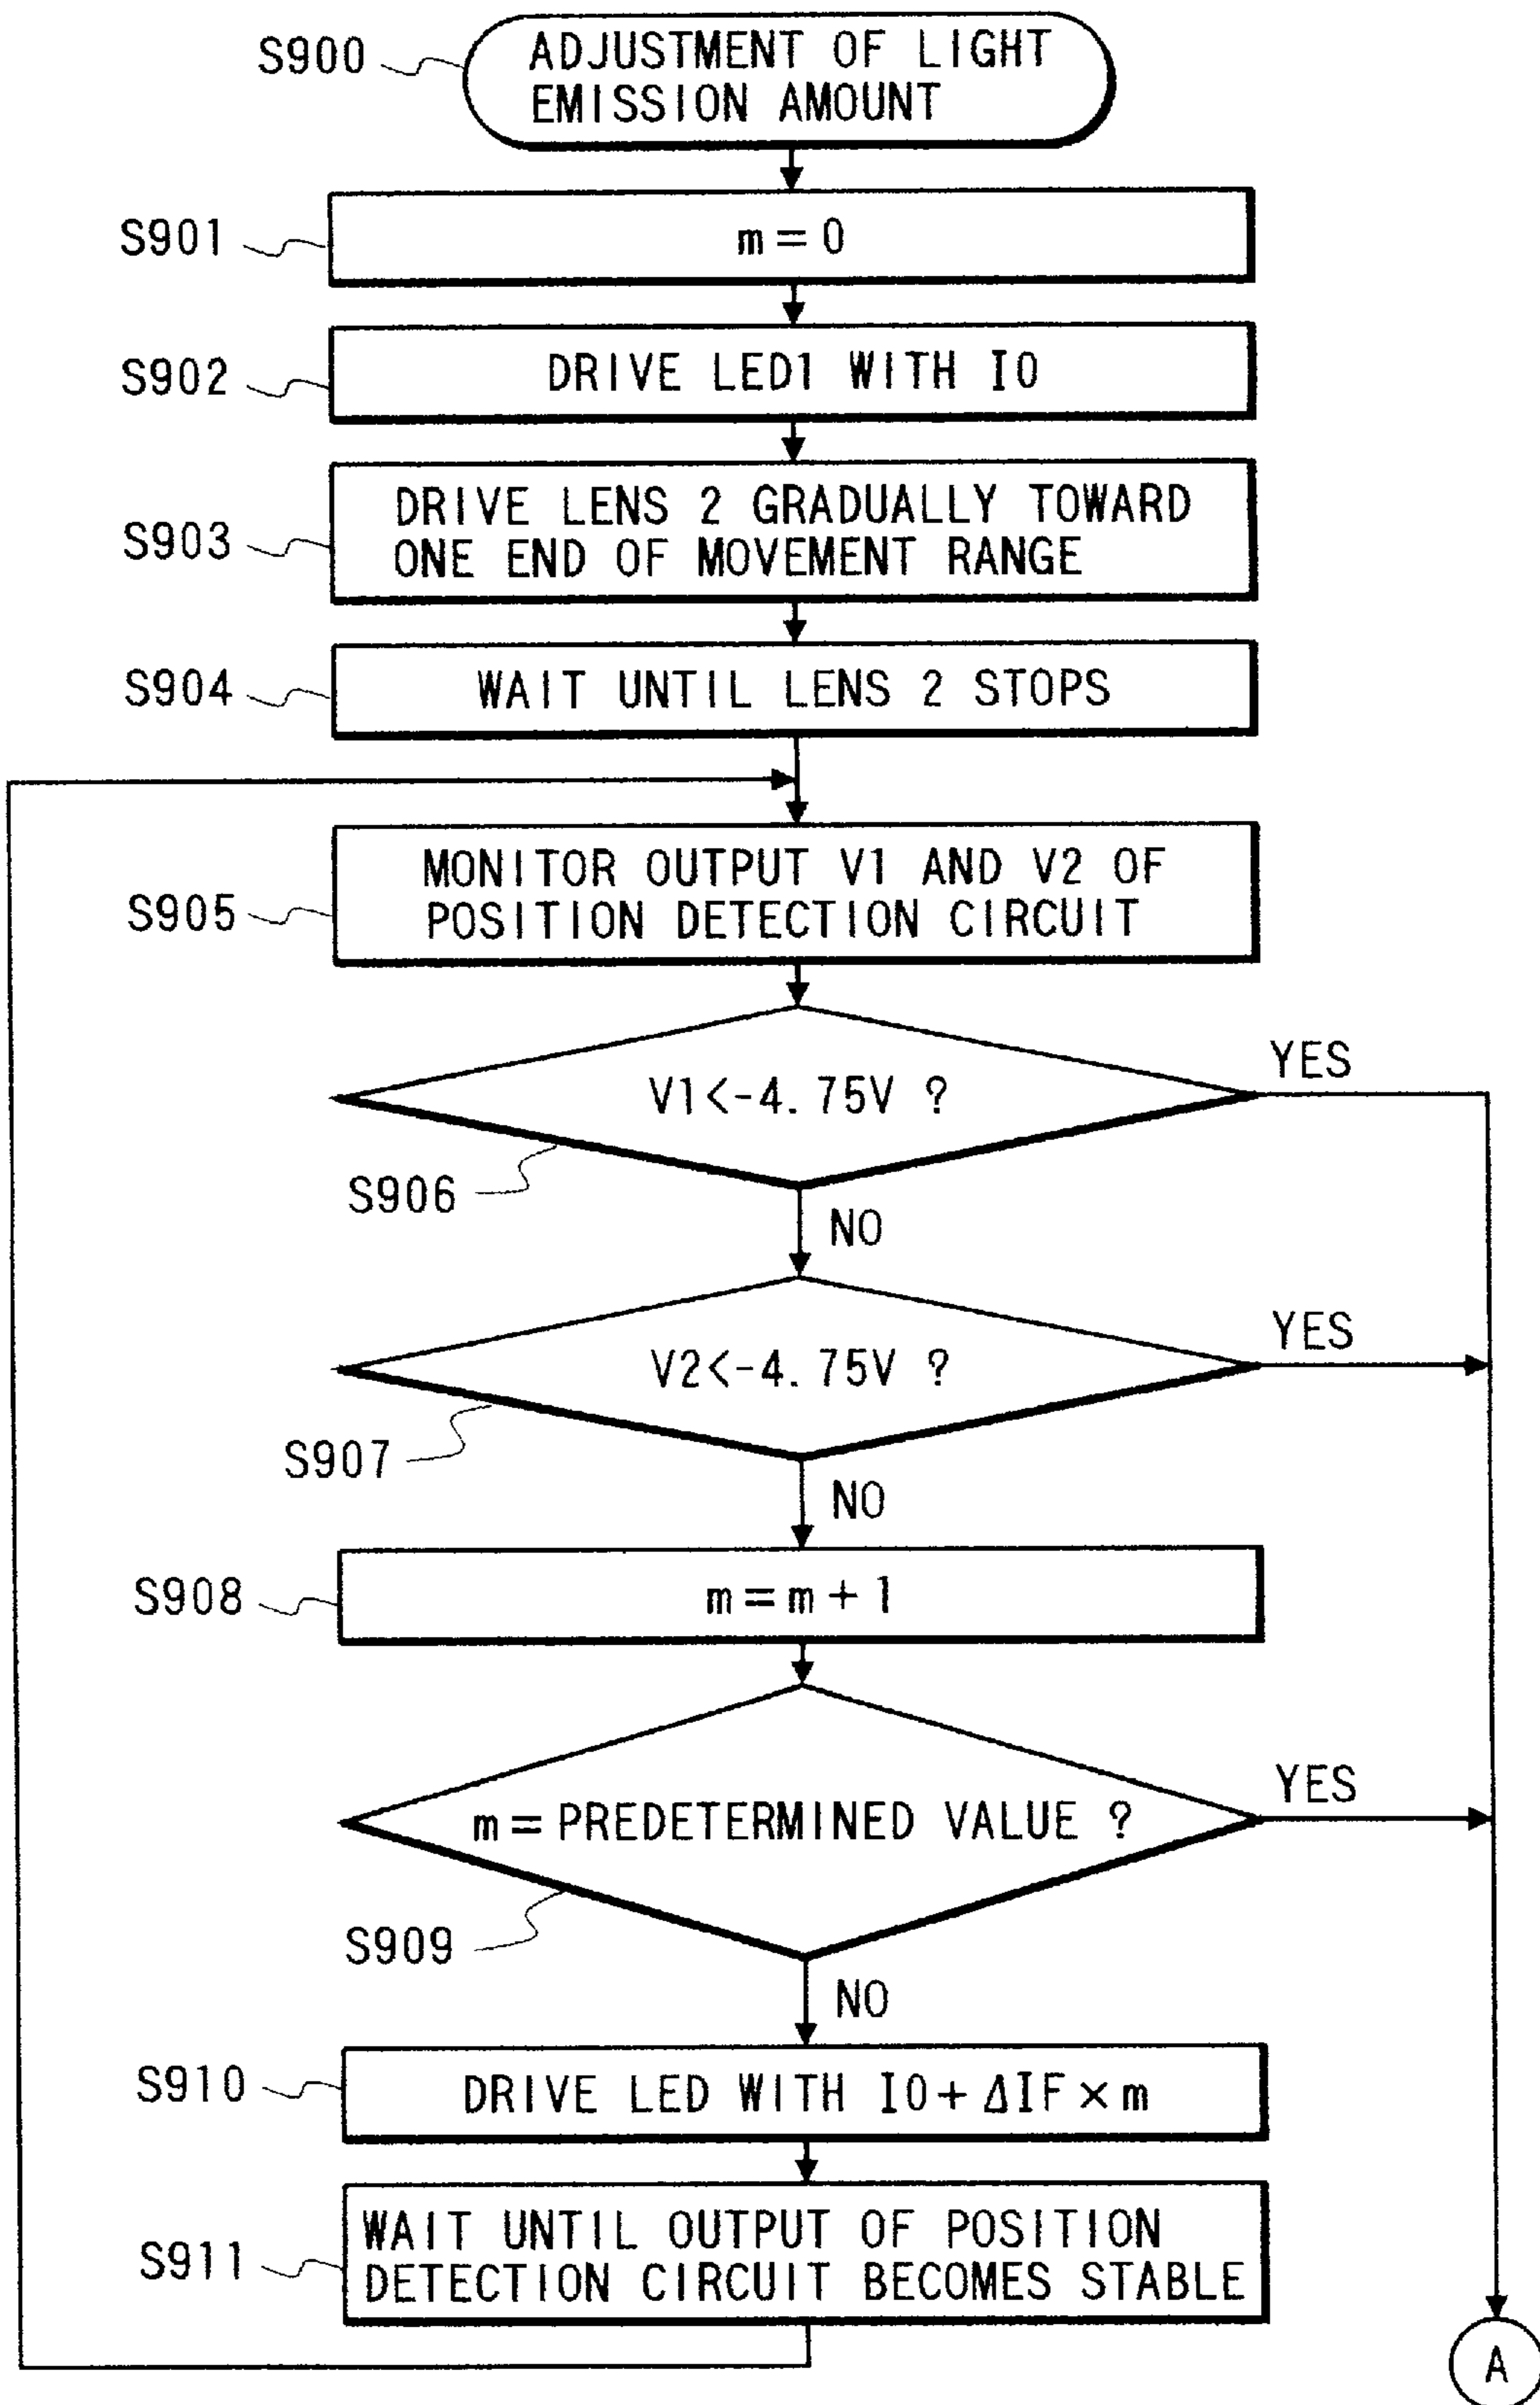 S900
ADJUSTMENT OF LIGHT
EMISSION AMOUNT
S901
m=0
S902
DRIVE LED1 WITH I0
S903
DRIVE LENS 2 GRADUALLY TOWARD
ONE END OF MOVEMENT RANGE
S904
WAIT UNTIL LENS 2 STOPS
S905
MONITOR OUTPUT V1 AND V2 OF
POSITION DETECTION CIRCUIT
V1<-4.75V ?
YES
S906
NO
V2<-4.75V ?
YES
S907
NO
S908
m=m+1
m=PREDETERMINED VALUE ?
YES
S909
NO
S910
DRIVE LED WITH I0+ΔIF×m
S911
WAIT UNTIL OUTPUT OF POSITION
DETECTION CIRCUIT BECOMES STABLE
A